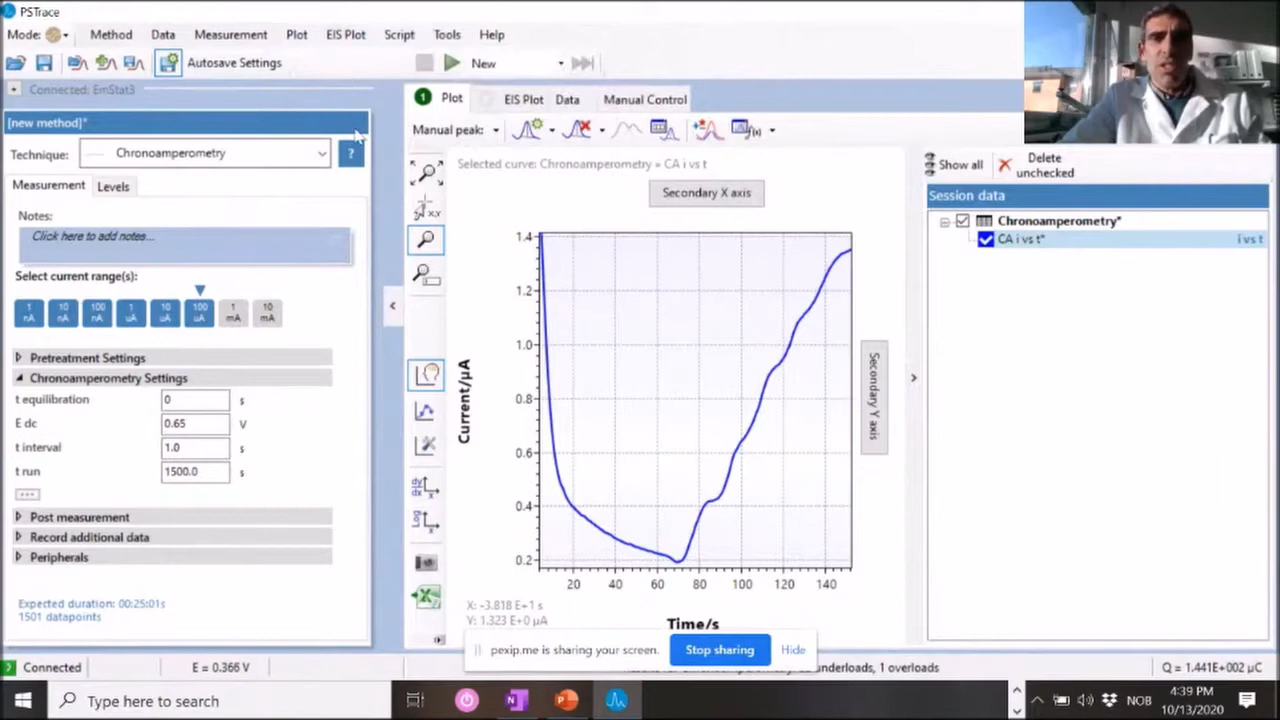 PSTrace
Mode: Method Data Measurement Plot EIS Plot Script Tools Help
Autosave Settings New
Connected: EmStat3
[new method]*
Technique: Chronoamperometry ?
Measurement Levels
Notes:
Click here to add notes...
Select current range(s):
1 nA 10 nA 100 nA 1 uA 10 uA 100 uA 1 mA 10 mA
Pretreatment Settings
Chronoamperometry Settings
t equilibration 0 s
E dc 0.65 V
t interval 1.0 s
t run 1500.0 s
Post measurement
Record additional data
Peripherals
Expected duration: 00:25:01s
1501 datapoints
1 Plot EIS Plot Data Manual Control
Manual peak:
Selected curve: Chronoamperometry » CA i vs t
Secondary X axis
x,y
dy/dx x
Log x
Current/µA
1.4
1.2
1.0
0.8
0.6
0.4
0.2
20 40 60 80 100 120 140
Time/s
Secondary Y axis
X: -3.818 E+1 s
Y: 1.323 E+0 µA
Show all Delete unchecked
Session data
Chronoamperometry*
CA i vs t* i vs t
pexip.me is sharing your screen. Stop sharing Hide
Connected E = 0.366 V underloads, 1 overloads Q = 1.441E+002 µC
Type here to search NOB 4:39 PM
10/13/2020